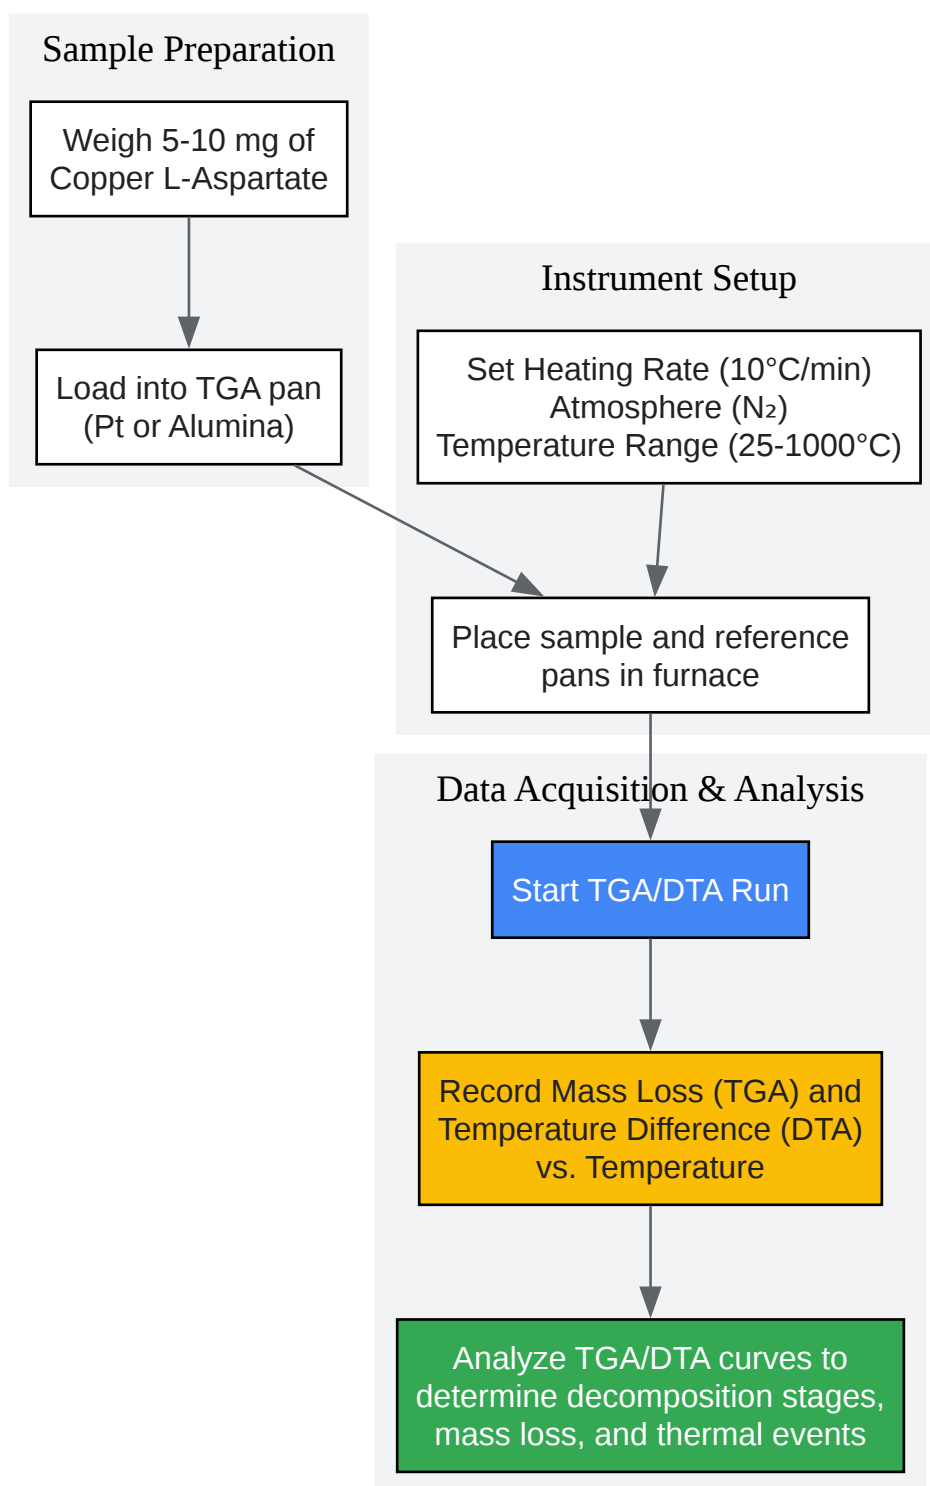 Sample Preparation
Weigh 5-10 mg of
Copper L-Aspartate
Load into TGA pan
(Pt or Alumina)
Instrument Setup
Set Heating Rate (10°C/min)
Atmosphere (N₂)
Temperature Range (25-1000°C)
Place sample and reference
pans in furnace
Data Acquisition & Analysis
Start TGA/DTA Run
Record Mass Loss (TGA) and
Temperature Difference (DTA)
vs. Temperature
Analyze TGA/DTA curves to
determine decomposition stages,
mass loss, and thermal events